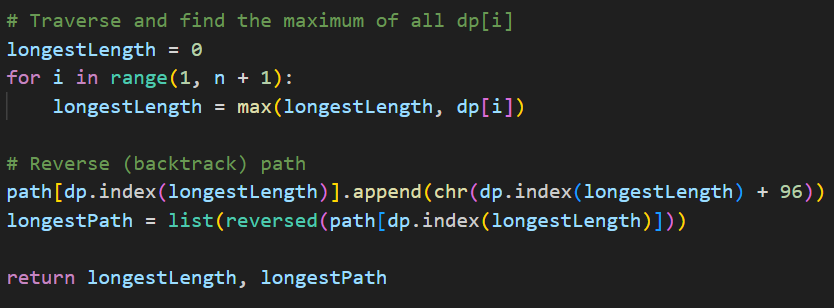 # Traverse and find the maximum of all dp[i]
longestLength = 0
for i in range(1, n + 1):
    longestLength = max(longestLength, dp[i])
# Reverse (backtrack) path
path[dp.index(longestLength)].append(chr(dp.index(longestLength) + 96))
longestPath = list(reversed(path[dp.index(longestLength)]))
return longestLength, longestPath